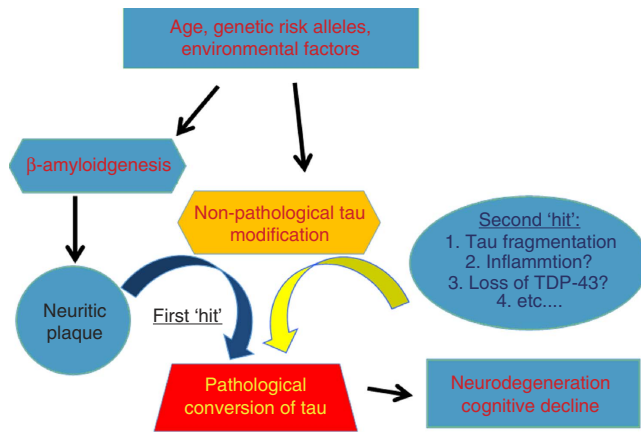 Age, genetic risk alleles,
environmental factors
β-amyloidgenesis
Non-pathological tau
modification
Second ‘hit’:
1. Tau fragmentation
2. Inflammtion?
3. Loss of TDP-43?
4. etc....
Neuritic
plaque
First ‘hit’
Pathological
conversion of tau
Neurodegeneration
cognitive decline